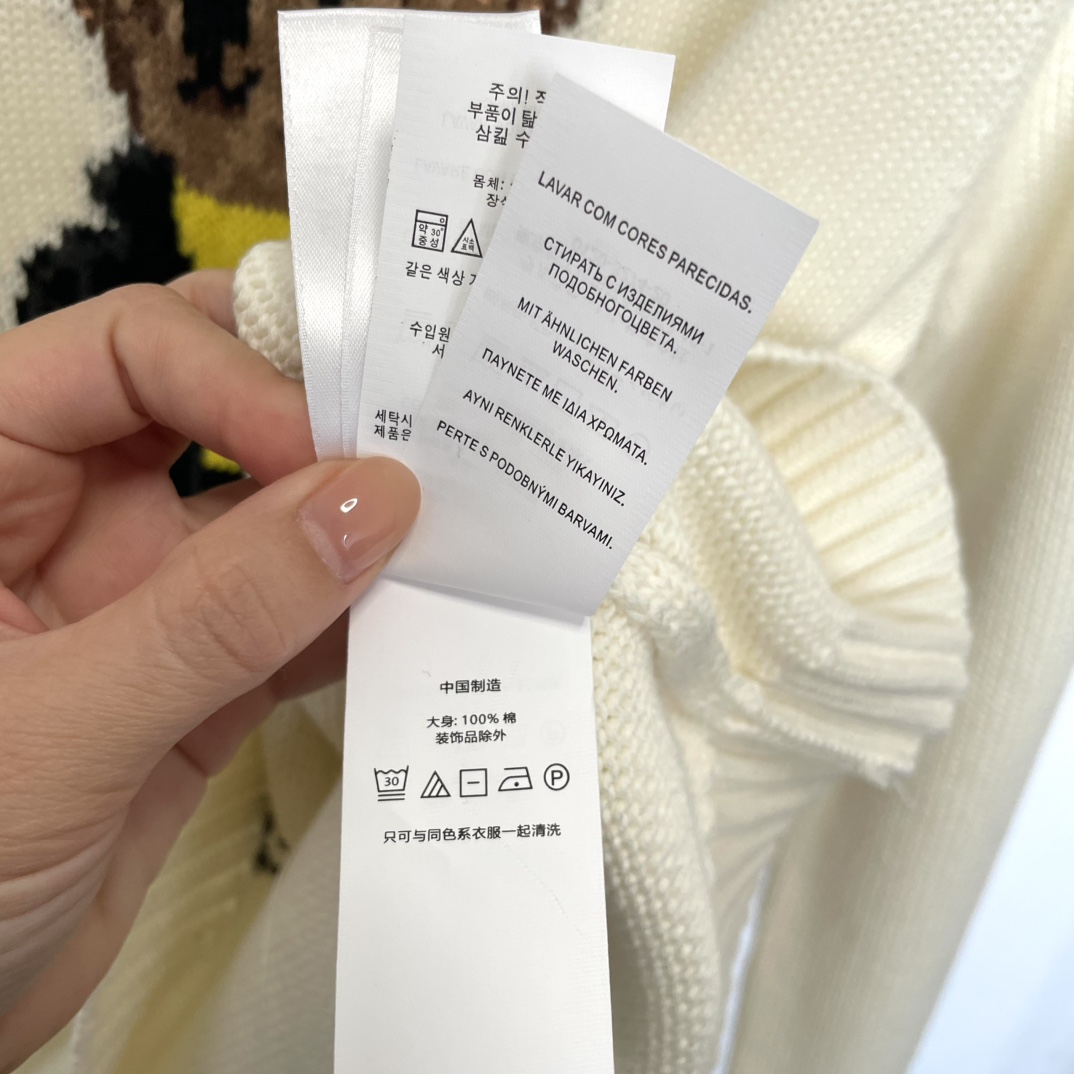 주의!
부품이
삼킬 수
몸체:
약 30°
중성
같은 색상
수입원
서
세탁시
제품은
LAVAR COM CORES PARECIDAS.
СТИРАТЬ С ИЗДЕЛИЯМИ
ПОДОБНОГОЦВЕТА.
MIT ÄHNLICHEN FARBEN
WASCHEN.
ΠΛΥΝΕΤΕ ΜΕ ΙΔΙΑ ΧΡΩΜΑΤΑ.
AYNI RENKLERLE YIKAYINIZ.
PERTE S PODOBNÝMI BARVAMI.
中国制造
大身: 100% 棉
装饰品除外
30
P
只可与同色系衣服一起清洗